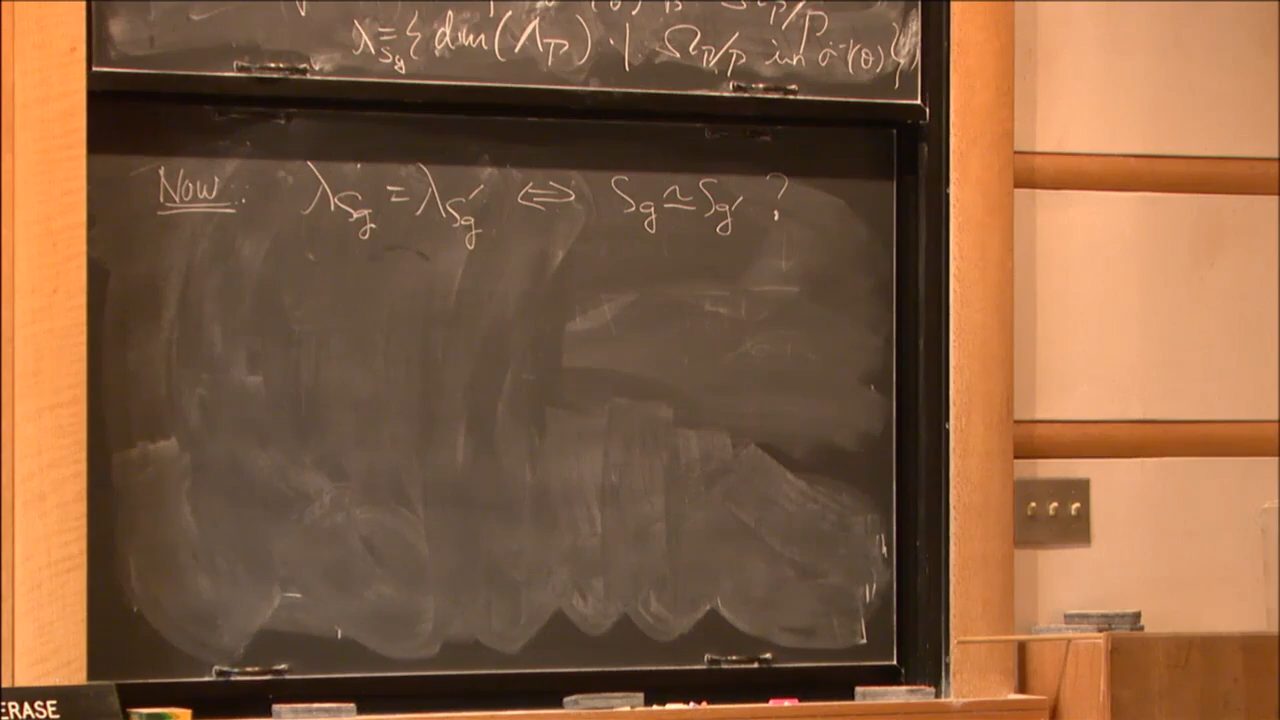 λ_{S_g} = { dim(Λ_P) · | Ω_P/P in σ^{-1}(θ) }
Now: λ_{S_g} = λ_{S_g'} ⇔ S_g ≃ S_g' ?
ERASE